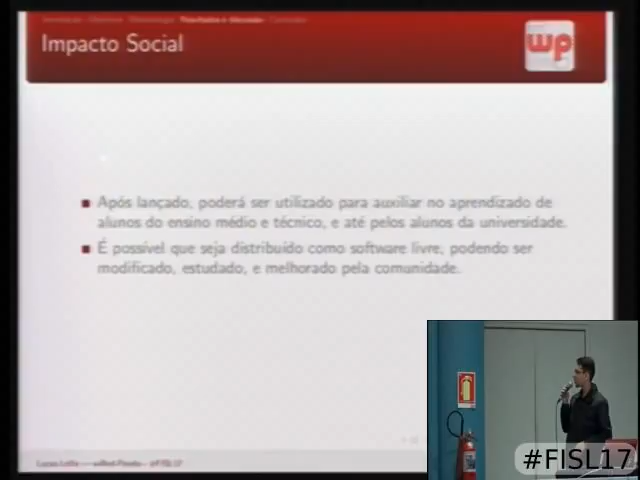 Impacto Social
wp
Após lançado, poderá ser utilizado para auxiliar no aprendizado de
alunos do ensino médio e técnico, e até pelos alunos da universidade.
É possível que seja distribuído como software livre, podendo ser
modificado, estudado, e melhorado pela comunidade.
#FISL17